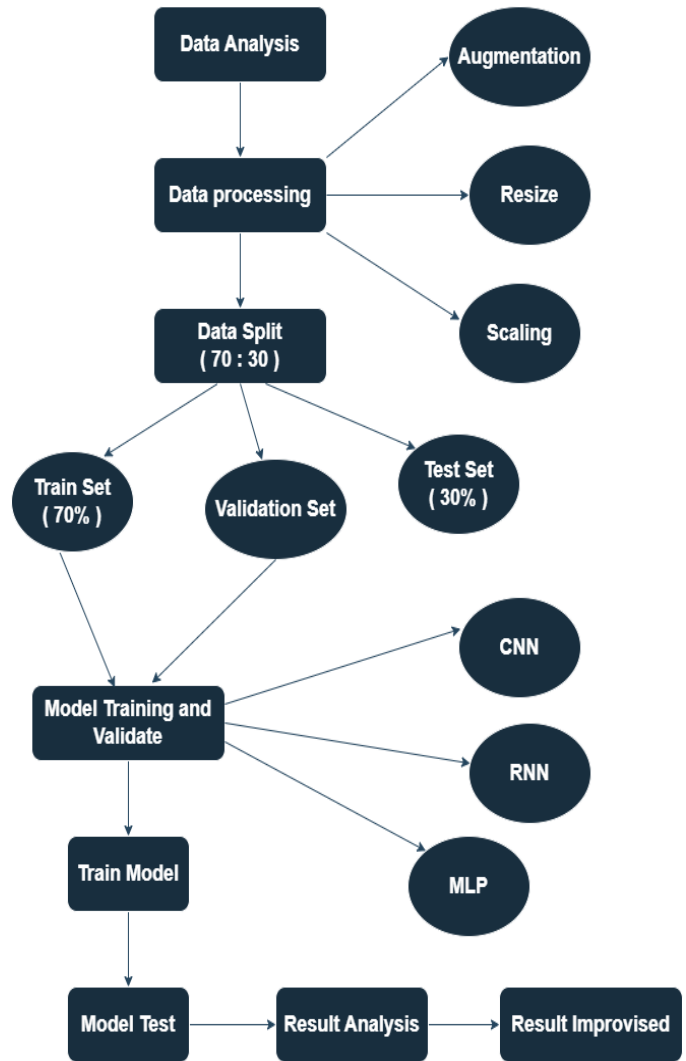 Data Analysis
Augmentation
Data processing
Resize
Data Split
( 70 : 30 )
Scaling
Train Set
( 70% )
Validation Set
Test Set
( 30% )
CNN
Model Training and
Validate
RNN
Train Model
MLP
Model Test
Result Analysis
Result Improvised